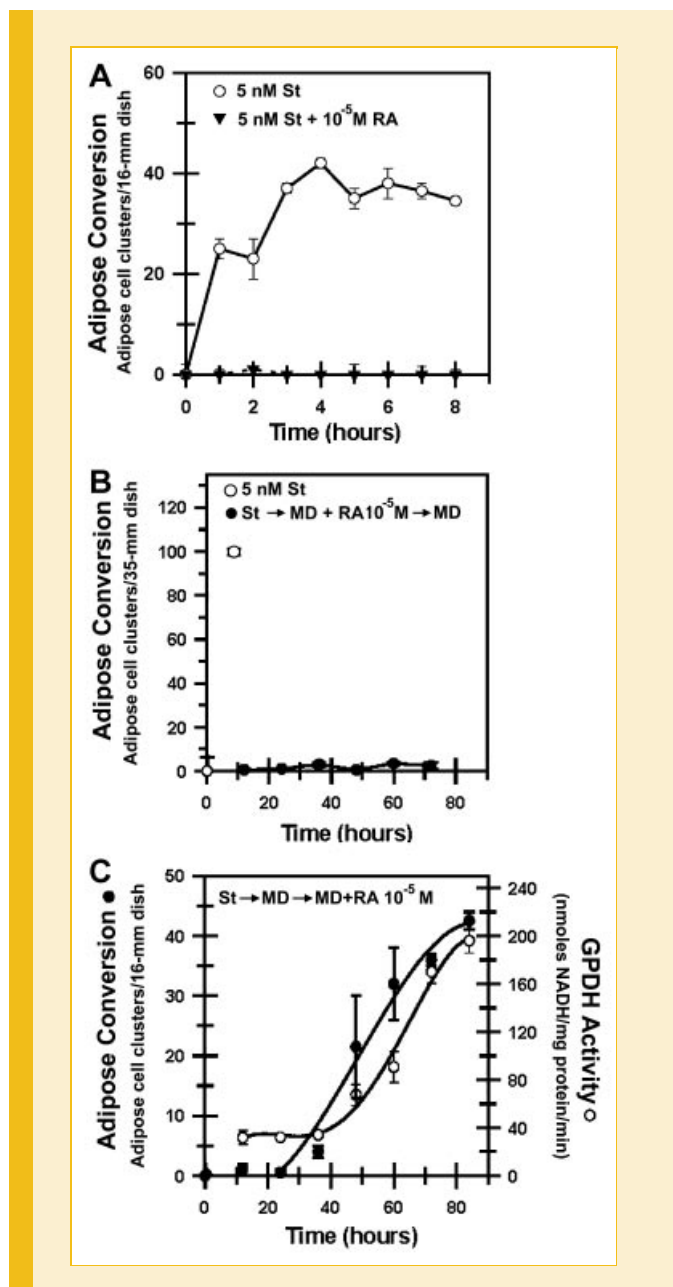 A
Adipose Conversion
Adipose cell clusters/16-mm dish
60
40
20
0
5 nM St
5 nM St + 10⁻⁵M RA
0 2 4 6 8
Time (hours)
B
Adipose Conversion
Adipose cell clusters/35-mm dish
120
100
80
60
40
20
0
5 nM St
St → MD + RA10⁻⁵M → MD
0 20 40 60 80
Time (hours)
C
Adipose Conversion ●
Adipose cell clusters/16-mm dish
50
40
30
20
10
0
St → MD → MD+RA 10⁻⁵ M
240
200
160
120
80
40
0
GPDH Activity ○
(nmoles NADH/mg protein/min)
0 20 40 60 80
Time (hours)